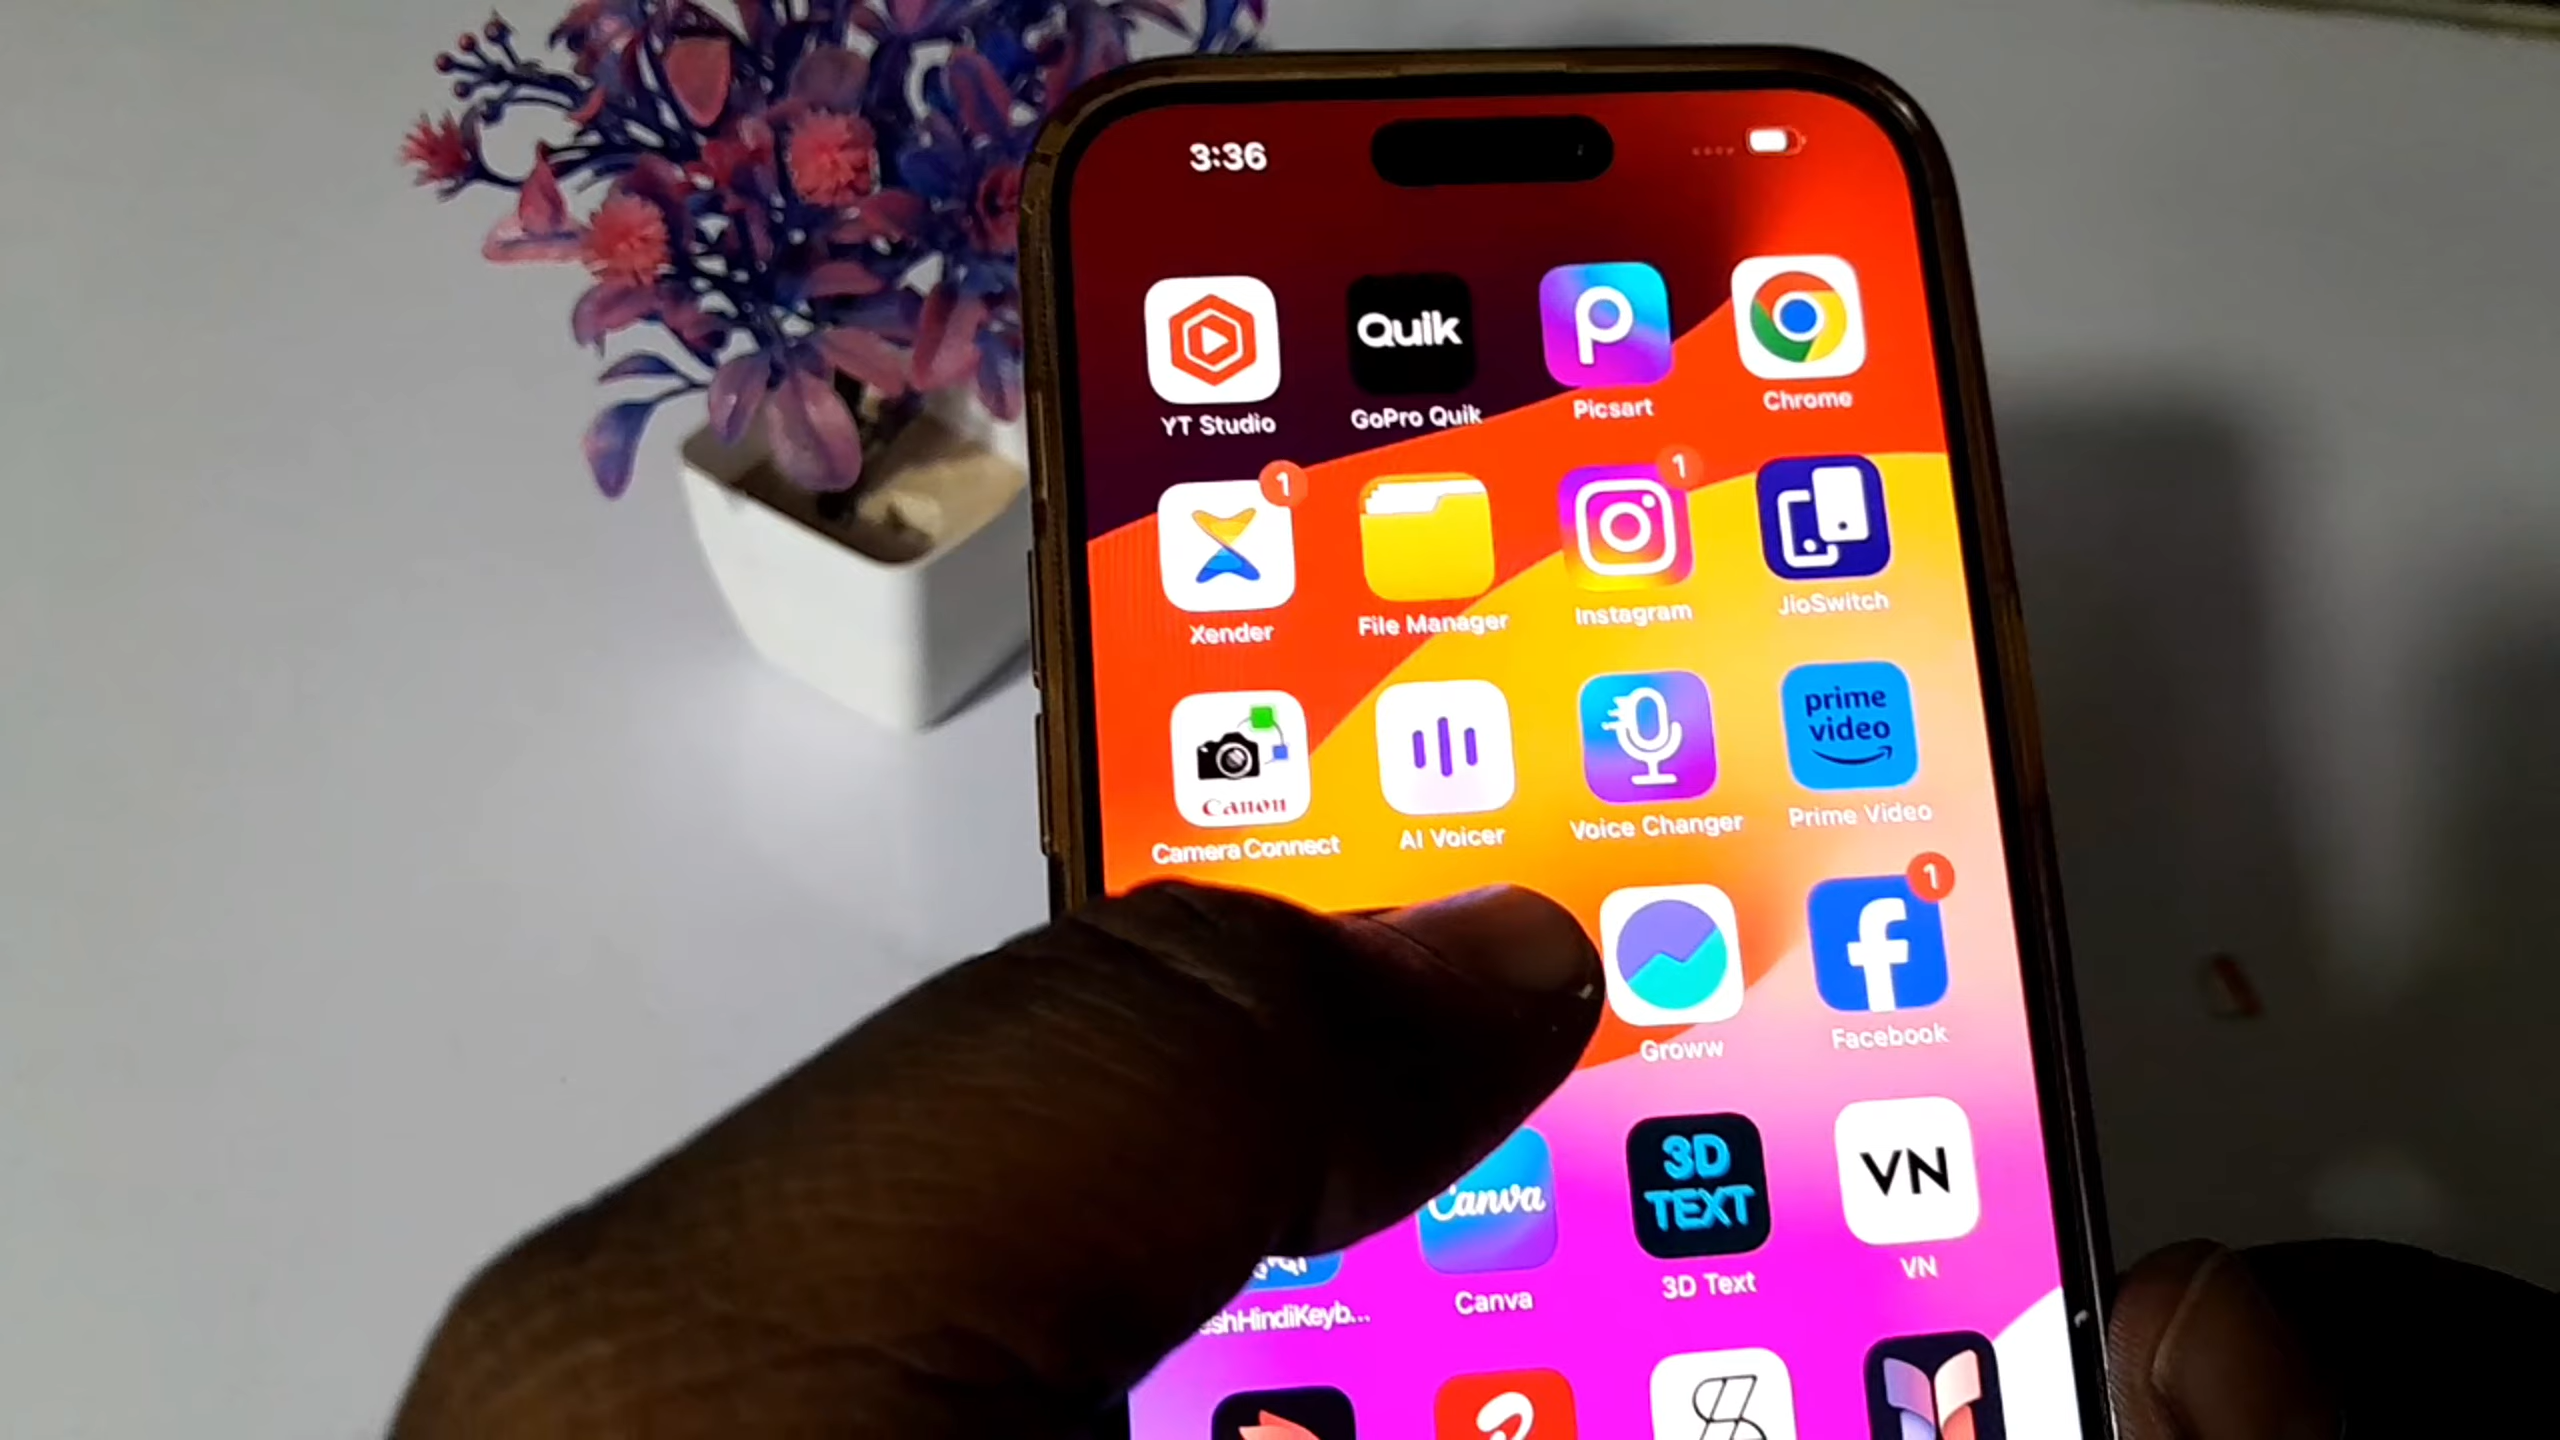 3:36
Quik
YT Studio
GoPro Quik
Picsart
Chrome
1
1
Xender
File Manager
Instagram
JioSwitch
Canon
prime
video
Camera Connect
AI Voicer
Voice Changer
Prime Video
1
Groww
Facebook
Canva
3D
TEXT
VN
eshHindiKeyb...
Canva
3D Text
VN